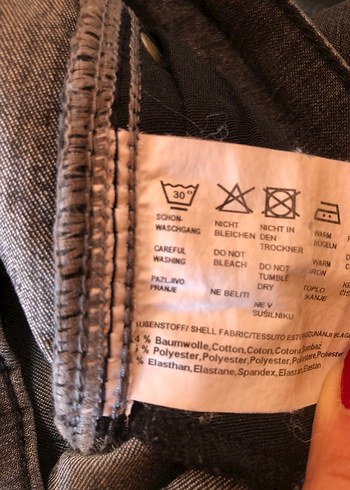 30°
SCHON-
WASCHGANG
CAREFUL
WASHING
PAŽLJIVO
PRANJE
NICHT
BLEICHEN
DO NOT
BLEACH
NE BELITI
NICHT IN
DEN
TROCKNER
DO NOT
TUMBLE
DRY
NE V
SUŠILNIKU
WARM
BÜGELN
WARM
IRON
TOPLO
SHELL FABRIC/TESSUTO
% Baumwolle,Cotton,Coton,
% Polyester,Polyester,Polyester,Poliester
% Elasthan,Elastane,Spandex,Elastan,Elastan